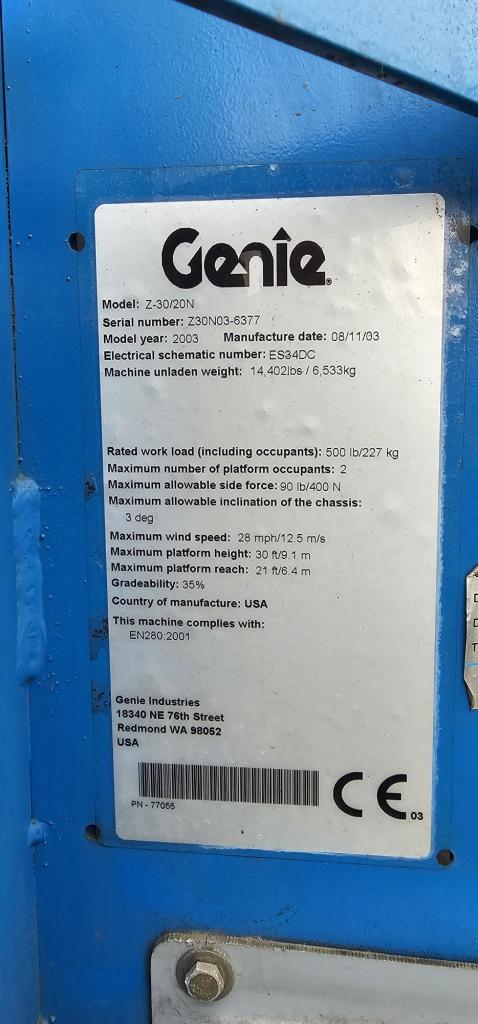 Genie®
Model: Z-30/20N
Serial number: Z30N03-6377
Model year: 2003 Manufacture date: 08/11/03
Electrical schematic number: ES34DC
Machine unladen weight: 14,402lbs / 6,533kg
Rated work load (including occupants): 500 lb/227 kg
Maximum number of platform occupants: 2
Maximum allowable side force: 90 lb/400 N
Maximum allowable inclination of the chassis:
3 deg
Maximum wind speed: 28 mph/12.5 m/s
Maximum platform height: 30 ft/9.1 m
Maximum platform reach: 21 ft/6.4 m
Gradeability: 35%
Country of manufacture: USA
This machine complies with:
EN280:2001
Genie Industries
18340 NE 76th Street
Redmond WA 98052
USA
PN - 77055
CE 03
D
D
T